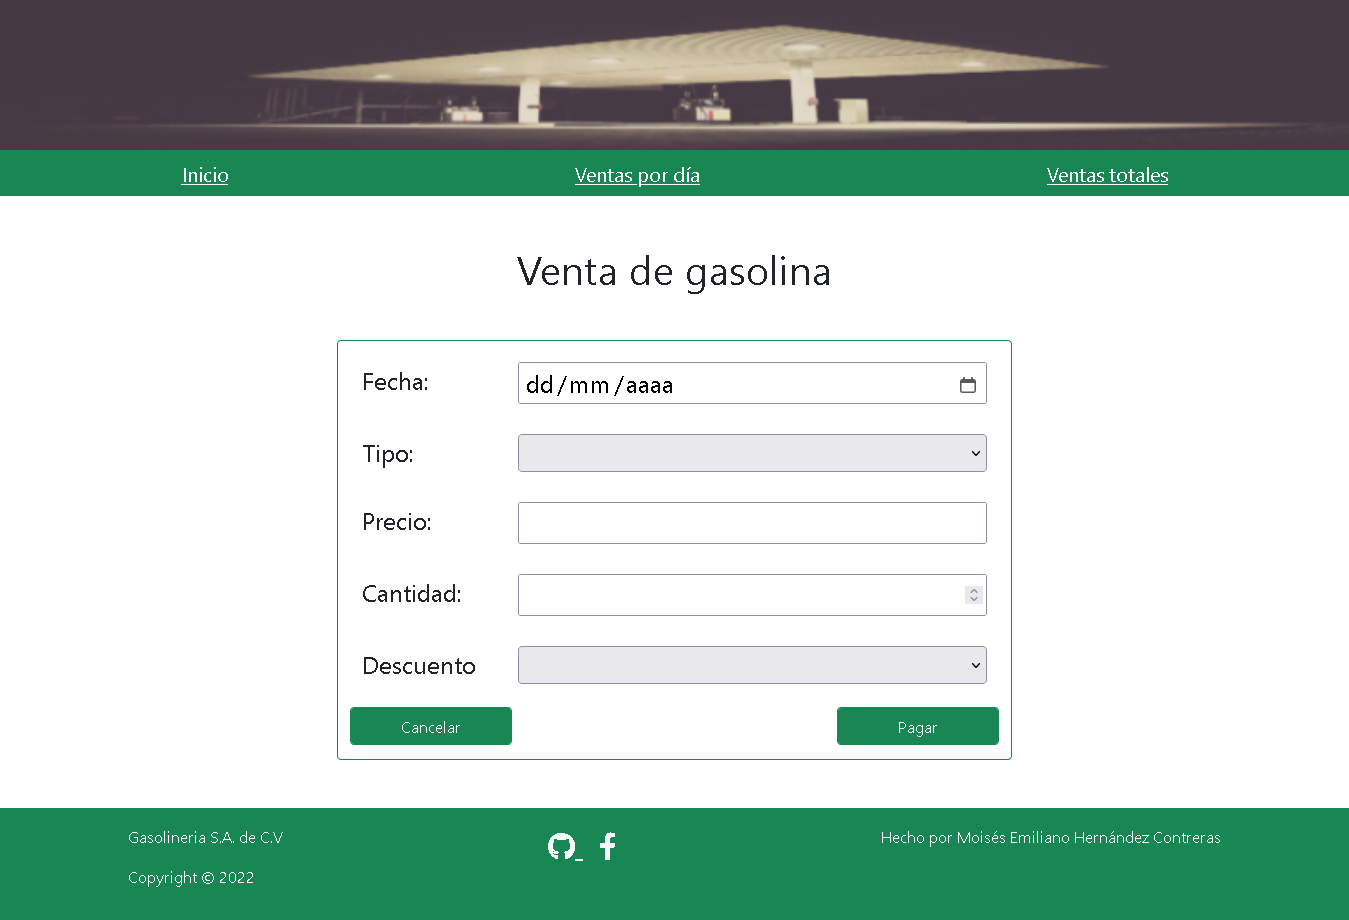 Inicio Ventas por día Ventas totales
Venta de gasolina
Fecha: dd/mm/aaaa
Tipo:
Precio:
Cantidad:
Descuento
Cancelar Pagar
Gasolineria S.A. de C.V Hecho por Moisés Emiliano Hernández Contreras
Copyright © 2022